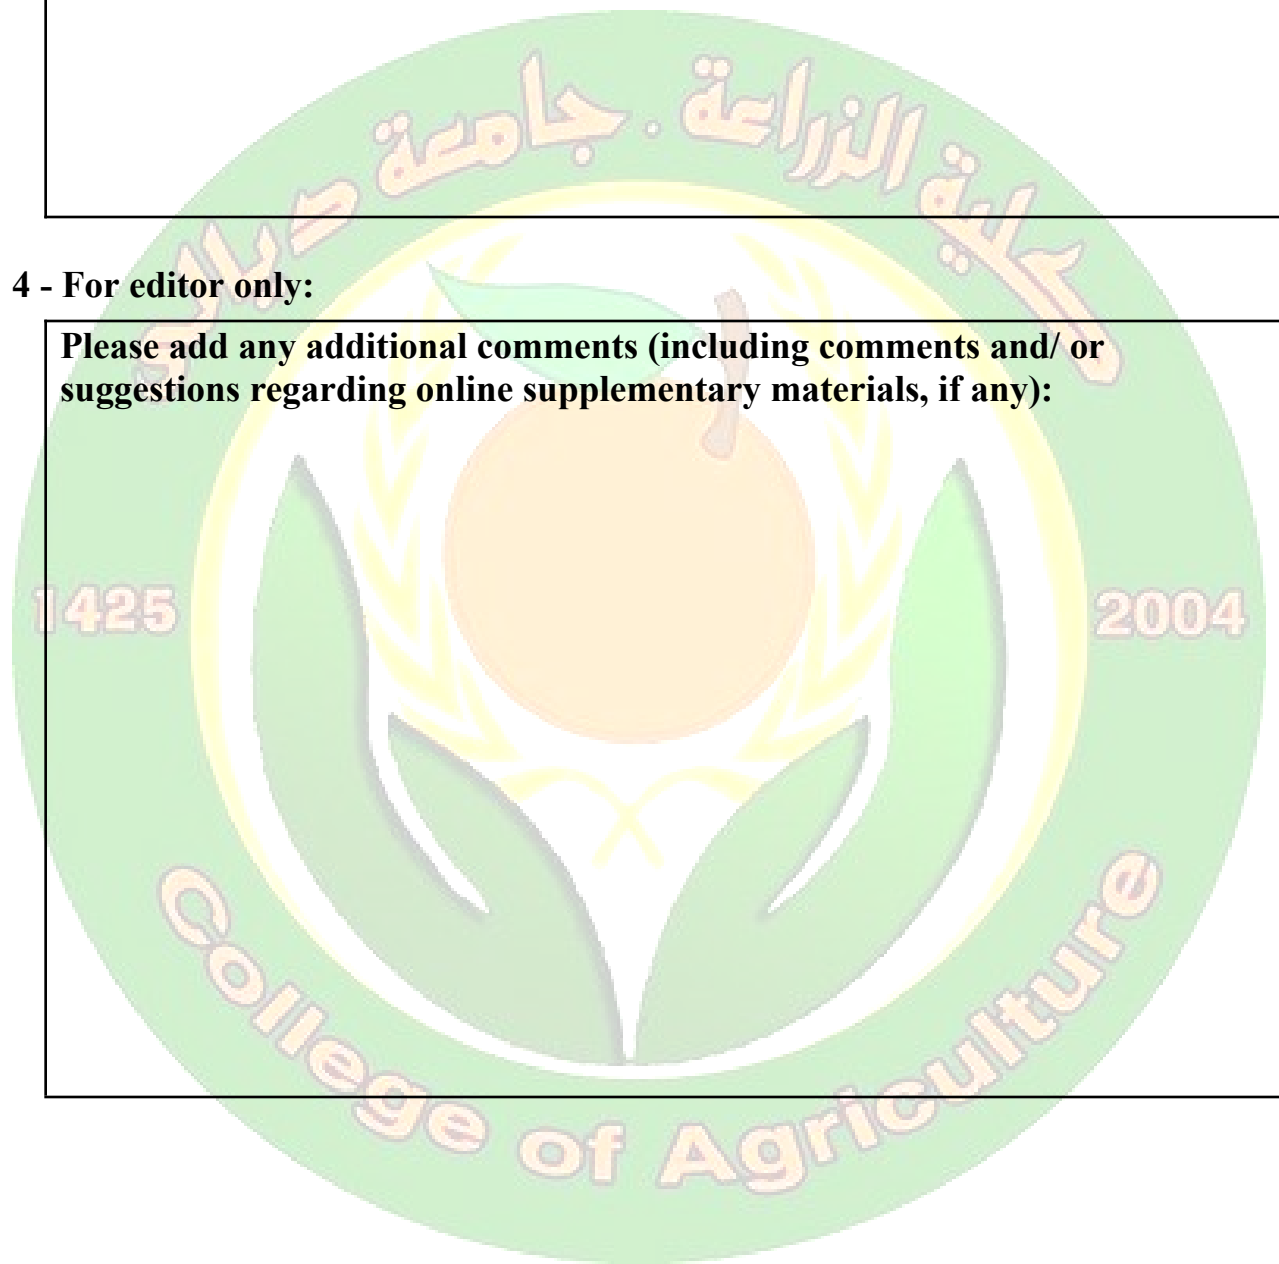 كلية الزراعة . جامعة ديالى
4 - For editor only:
Please add any additional comments (including comments and/ or
suggestions regarding online supplementary materials, if any):
1425
2004
College of Agriculture